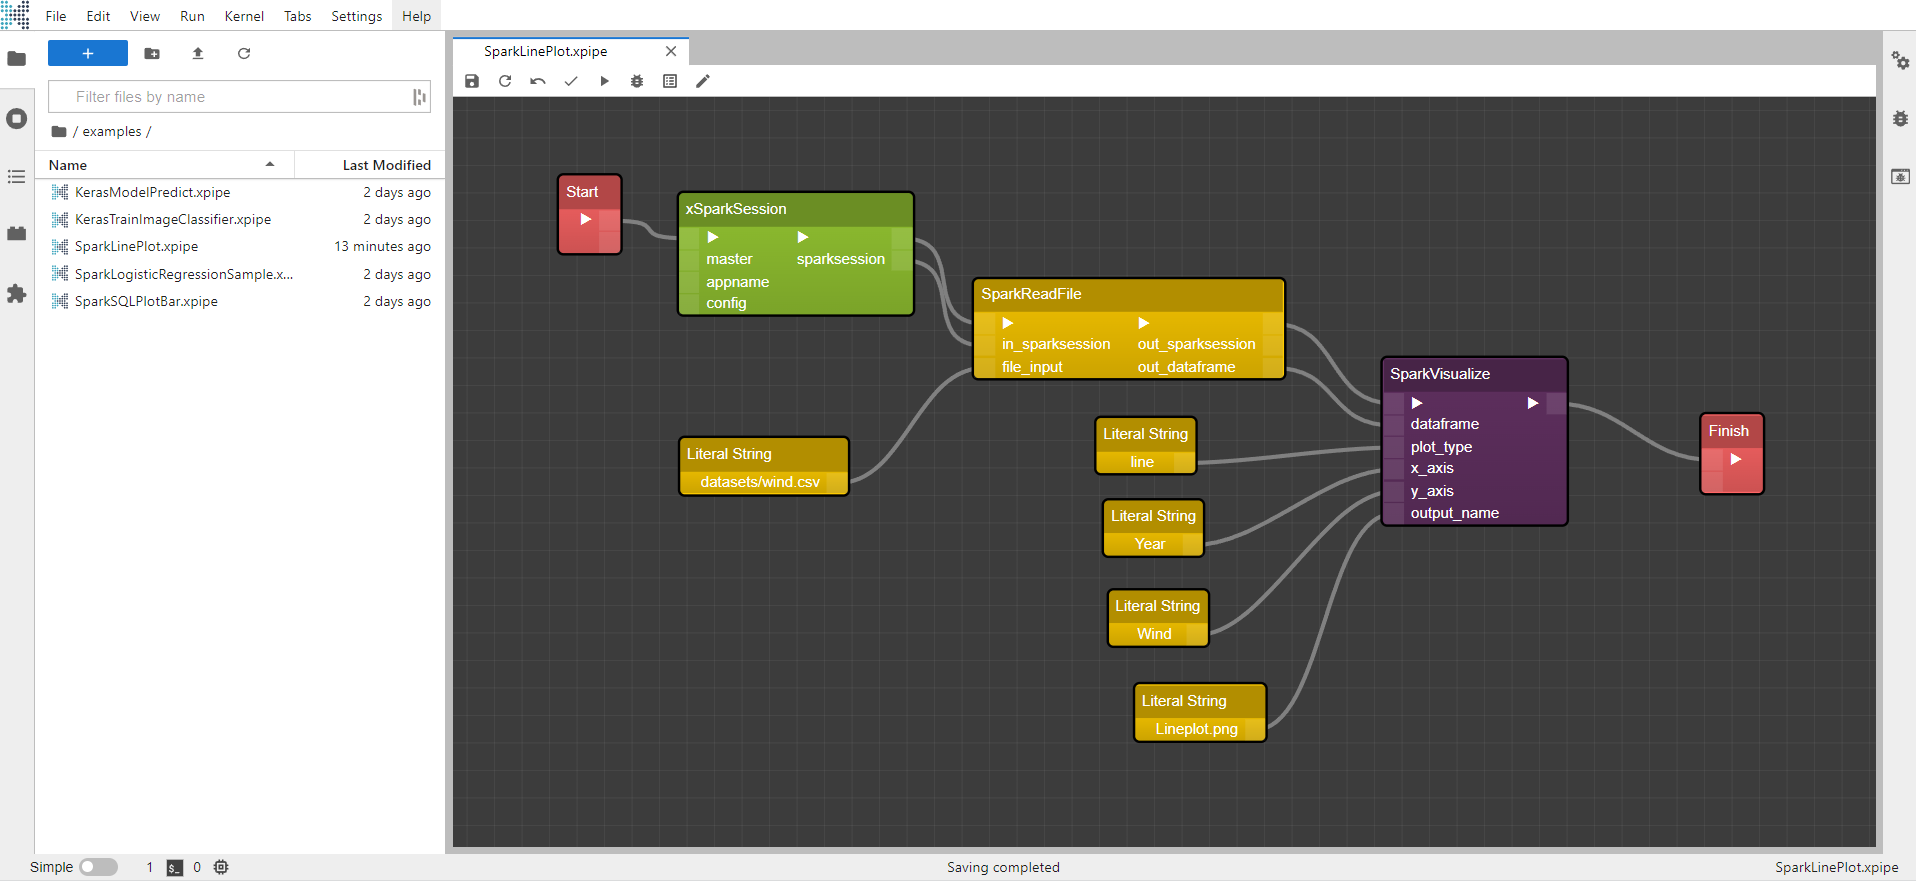 File Edit View Run Kernel Tabs Settings Help
+
Filter files by name
/ examples /
Name Last Modified
KerasModelPredict.xpipe 2 days ago
KerasTrainImageClassifier.xpipe 2 days ago
SparkLinePlot.xpipe 13 minutes ago
SparkLogisticRegressionSample.x... 2 days ago
SparkSQLPlotBar.xpipe 2 days ago
SparkLinePlot.xpipe
Start
xSparkSession
master sparksession
appname
config
SparkReadFile
in_sparksession out_sparksession
file_input out_dataframe
Literal String
datasets/wind.csv
Literal String
line
Literal String
Year
Literal String
Wind
Literal String
Lineplot.png
SparkVisualize
dataframe
plot_type
x_axis
y_axis
output_name
Finish
Simple 1 $_ 0 Saving completed SparkLinePlot.xpipe